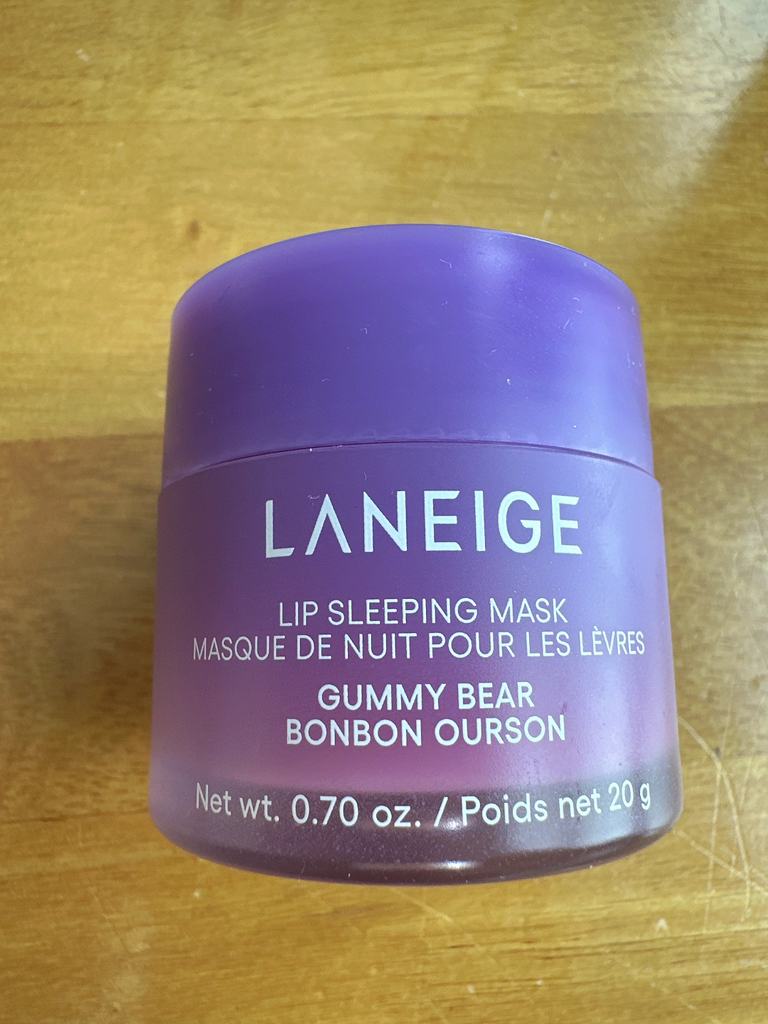 LANEIGE
LIP SLEEPING MASK
MASQUE DE NUIT POUR LES LÈVRES
GUMMY BEAR
BONBON OURSON
Net wt. 0.70 oz. / Poids net 20 g